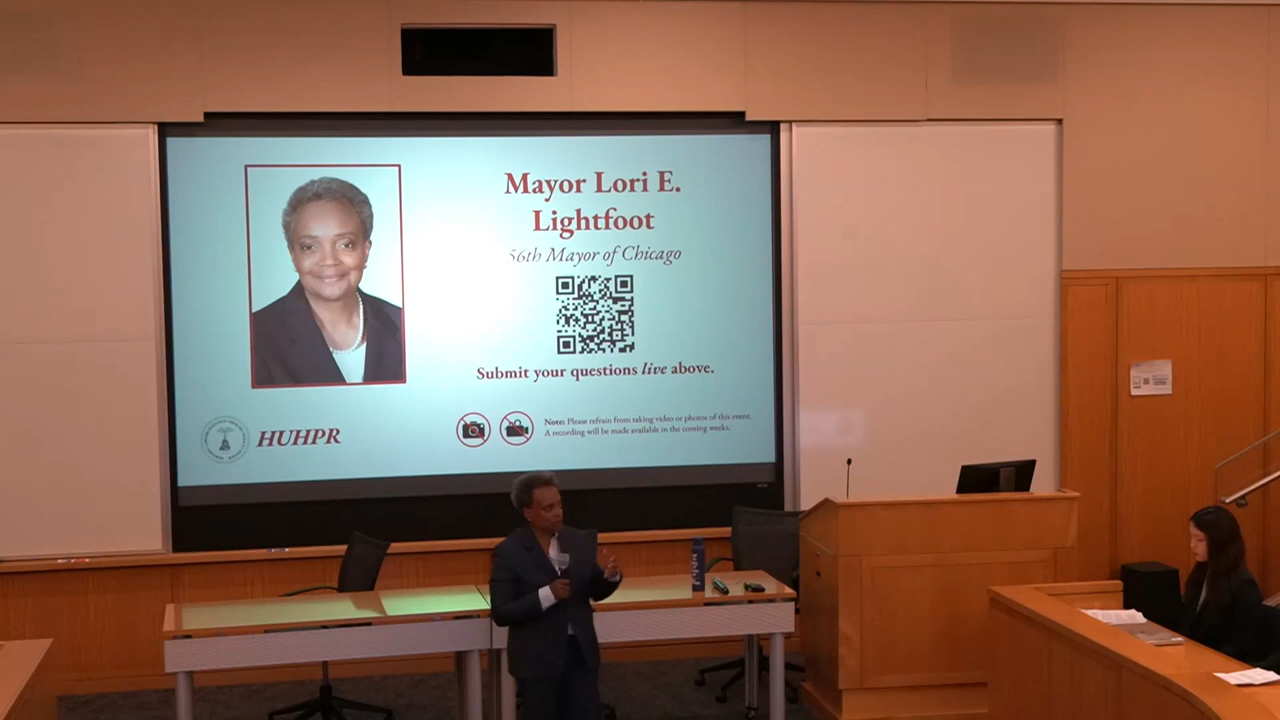 Mayor Lori E.
Lightfoot
56th Mayor of Chicago
Submit your questions live above.
HUHPR
Note: Please refrain from taking video or photos of this event.
A recording will be made available in the coming weeks.